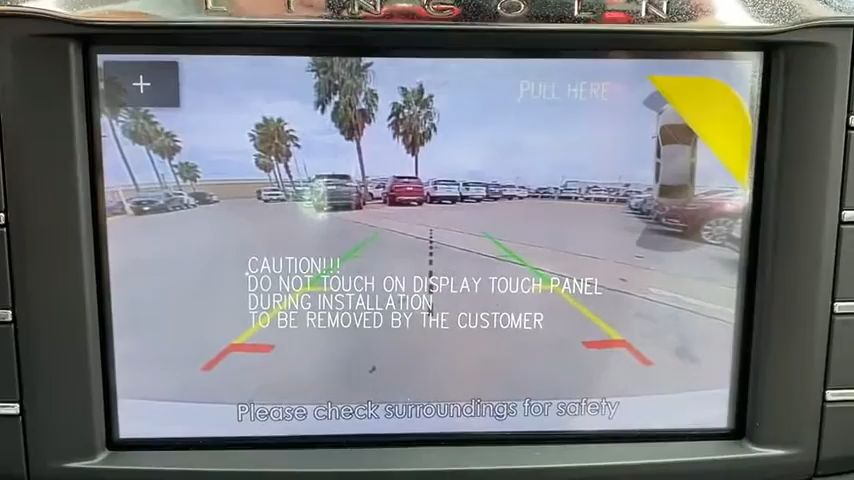 LINCOLN
PULL HERE
CAUTION!!!
DO NOT TOUCH ON DISPLAY TOUCH PANEL
DURING INSTALLATION
TO BE REMOVED BY THE CUSTOMER
Please check surroundings for safety